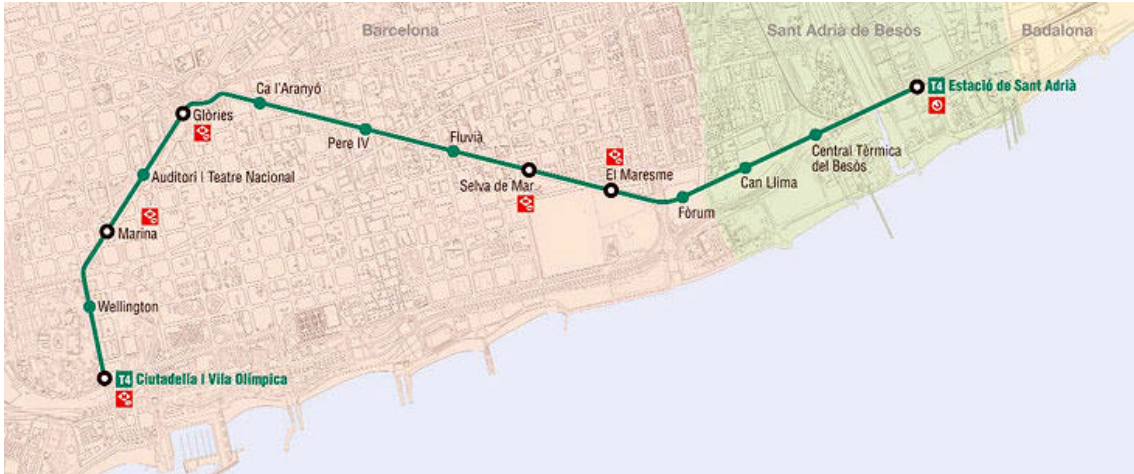 Barcelona
Sant Adrià de Besòs
Badalona
Ca l'Aranyó
T4 Estació de Sant Adrià
Glòries
Pere IV
Fluvià
Central Tèrmica
del Besòs
El Maresme
Selva de Mar
Can Llima
Auditori I Teatre Nacional
Fòrum
Marina
Wellington
T4 Ciutadella I Vila Olímpica